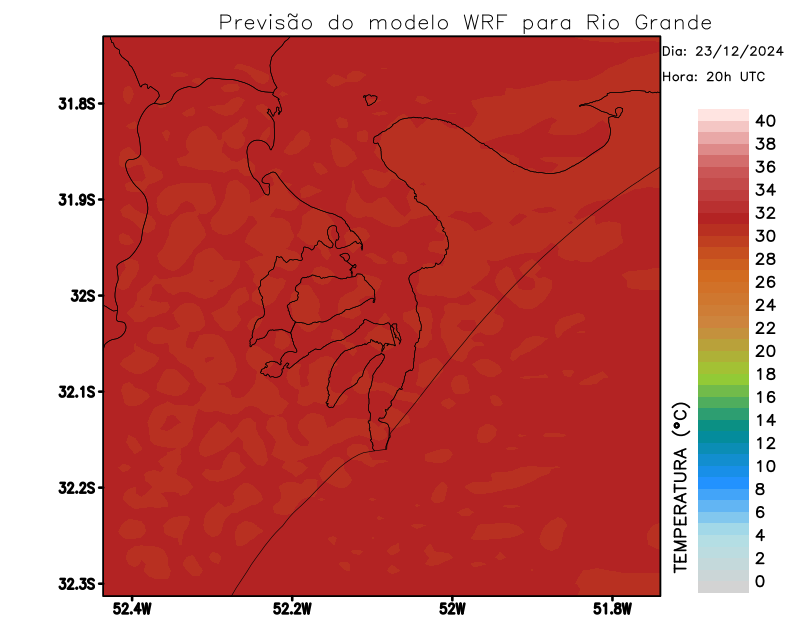 Previsão do modelo WRF para Rio Grande
Dia: 23/12/2024
Hora: 20h UTC
31.8S
31.9S
32S
32.1S
32.2S
32.3S
52.4W
52.2W
52W
51.8W
TEMPERATURA (°C)
40
38
36
34
32
30
28
26
24
22
20
18
16
14
12
10
8
6
4
2
0